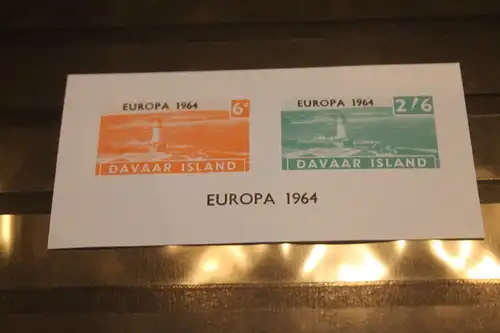 EUROPA 1964
6d
DAVAAR ISLAND
EUROPA 1964
2/6
DAVAAR ISLAND
EUROPA 1964